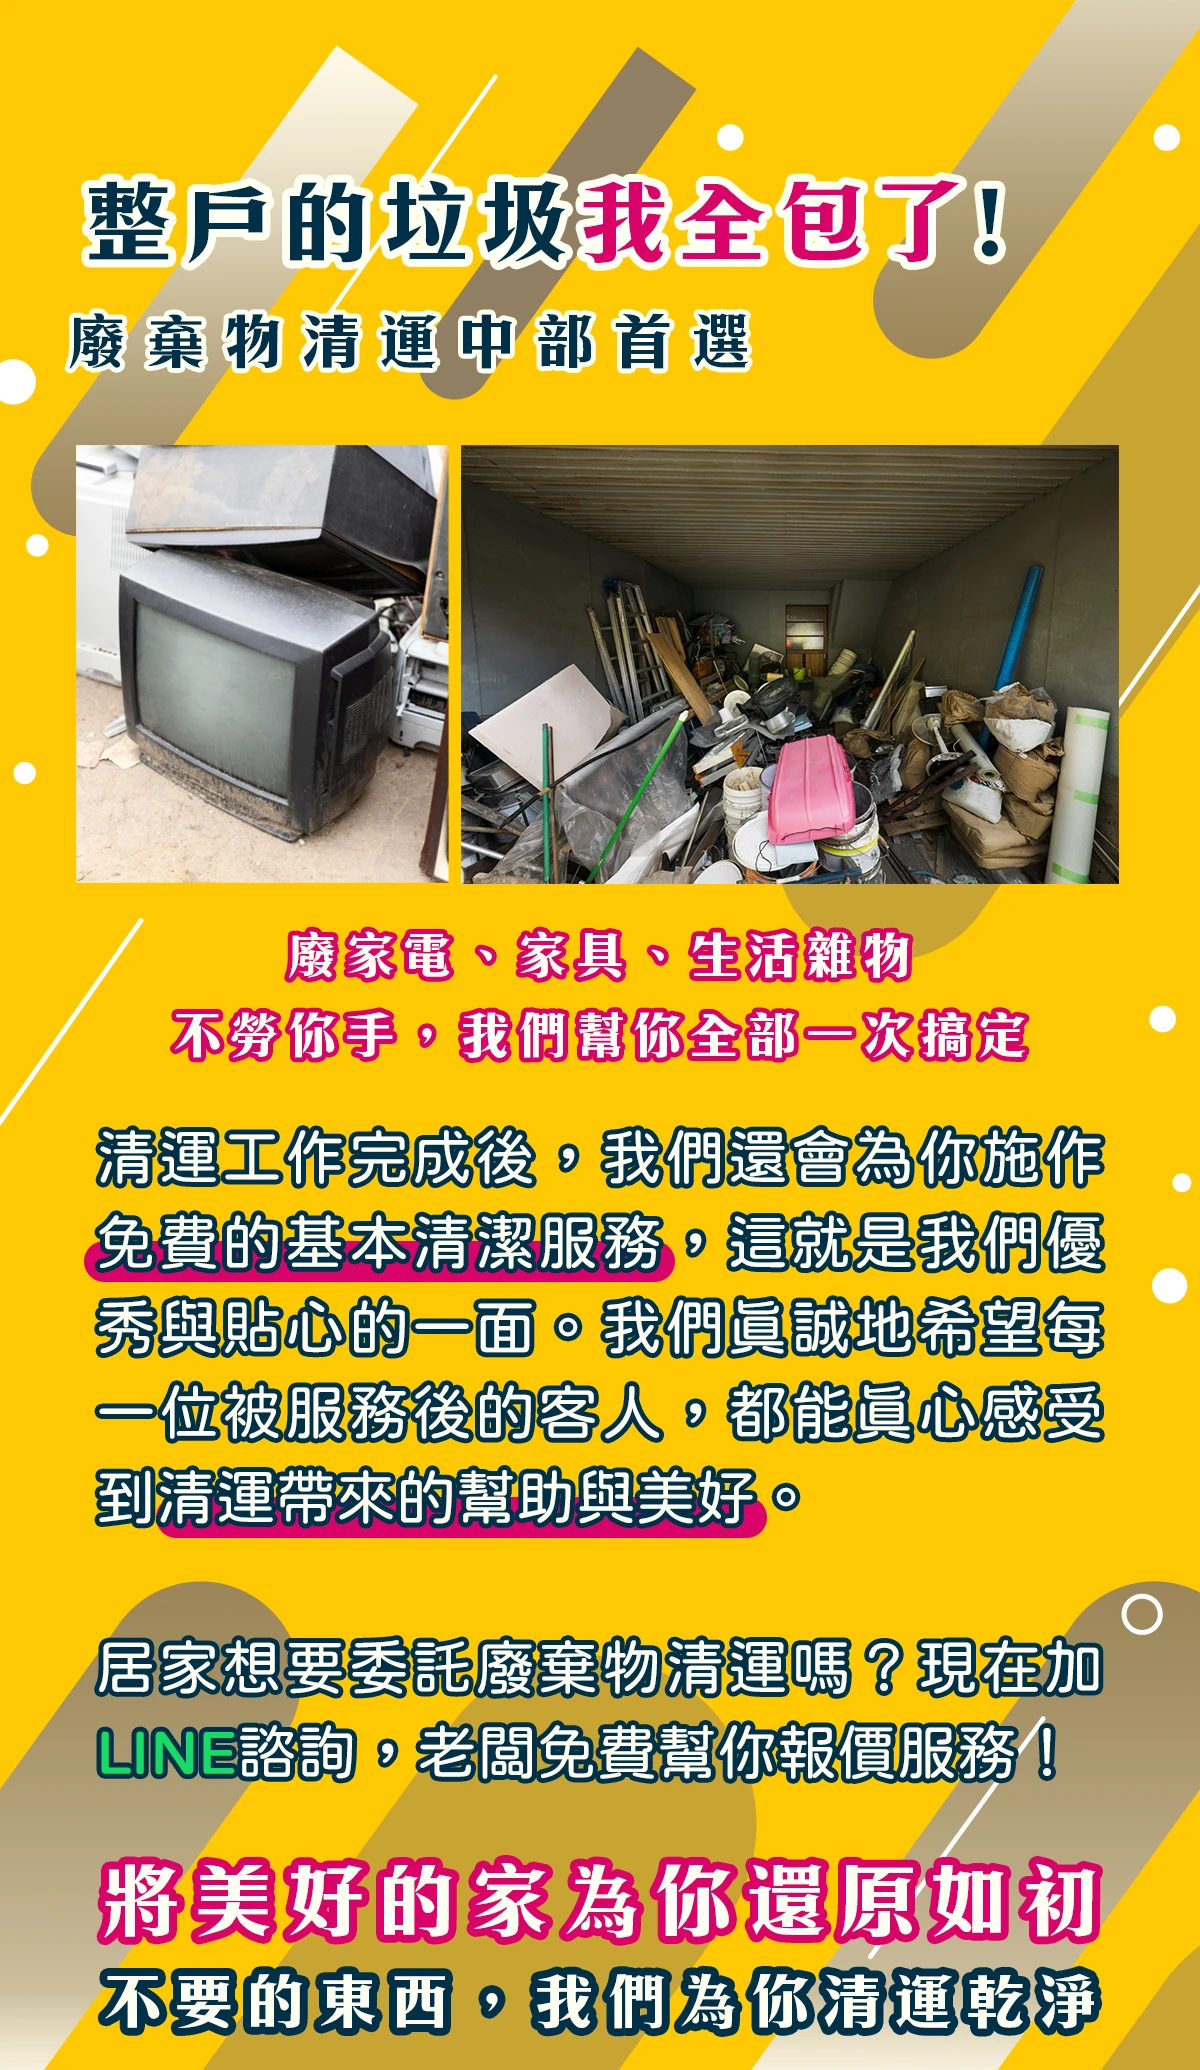 整戶的垃圾我全包了!
廢棄物清運中部首選
廢家電、家具、生活雜物
不勞你手，我們幫你全部一次搞定
清運工作完成後，我們還會為你施作
免費的基本清潔服務，這就是我們優
秀與貼心的一面。我們真誠地希望每
一位被服務後的客人，都能真心感受
到清運帶來的幫助與美好。
居家想要委託廢棄物清運嗎？現在加
LINE諮詢，老闆免費幫你報價服務！
將美好的家為你還原如初
不要的東西，我們為你清運乾淨